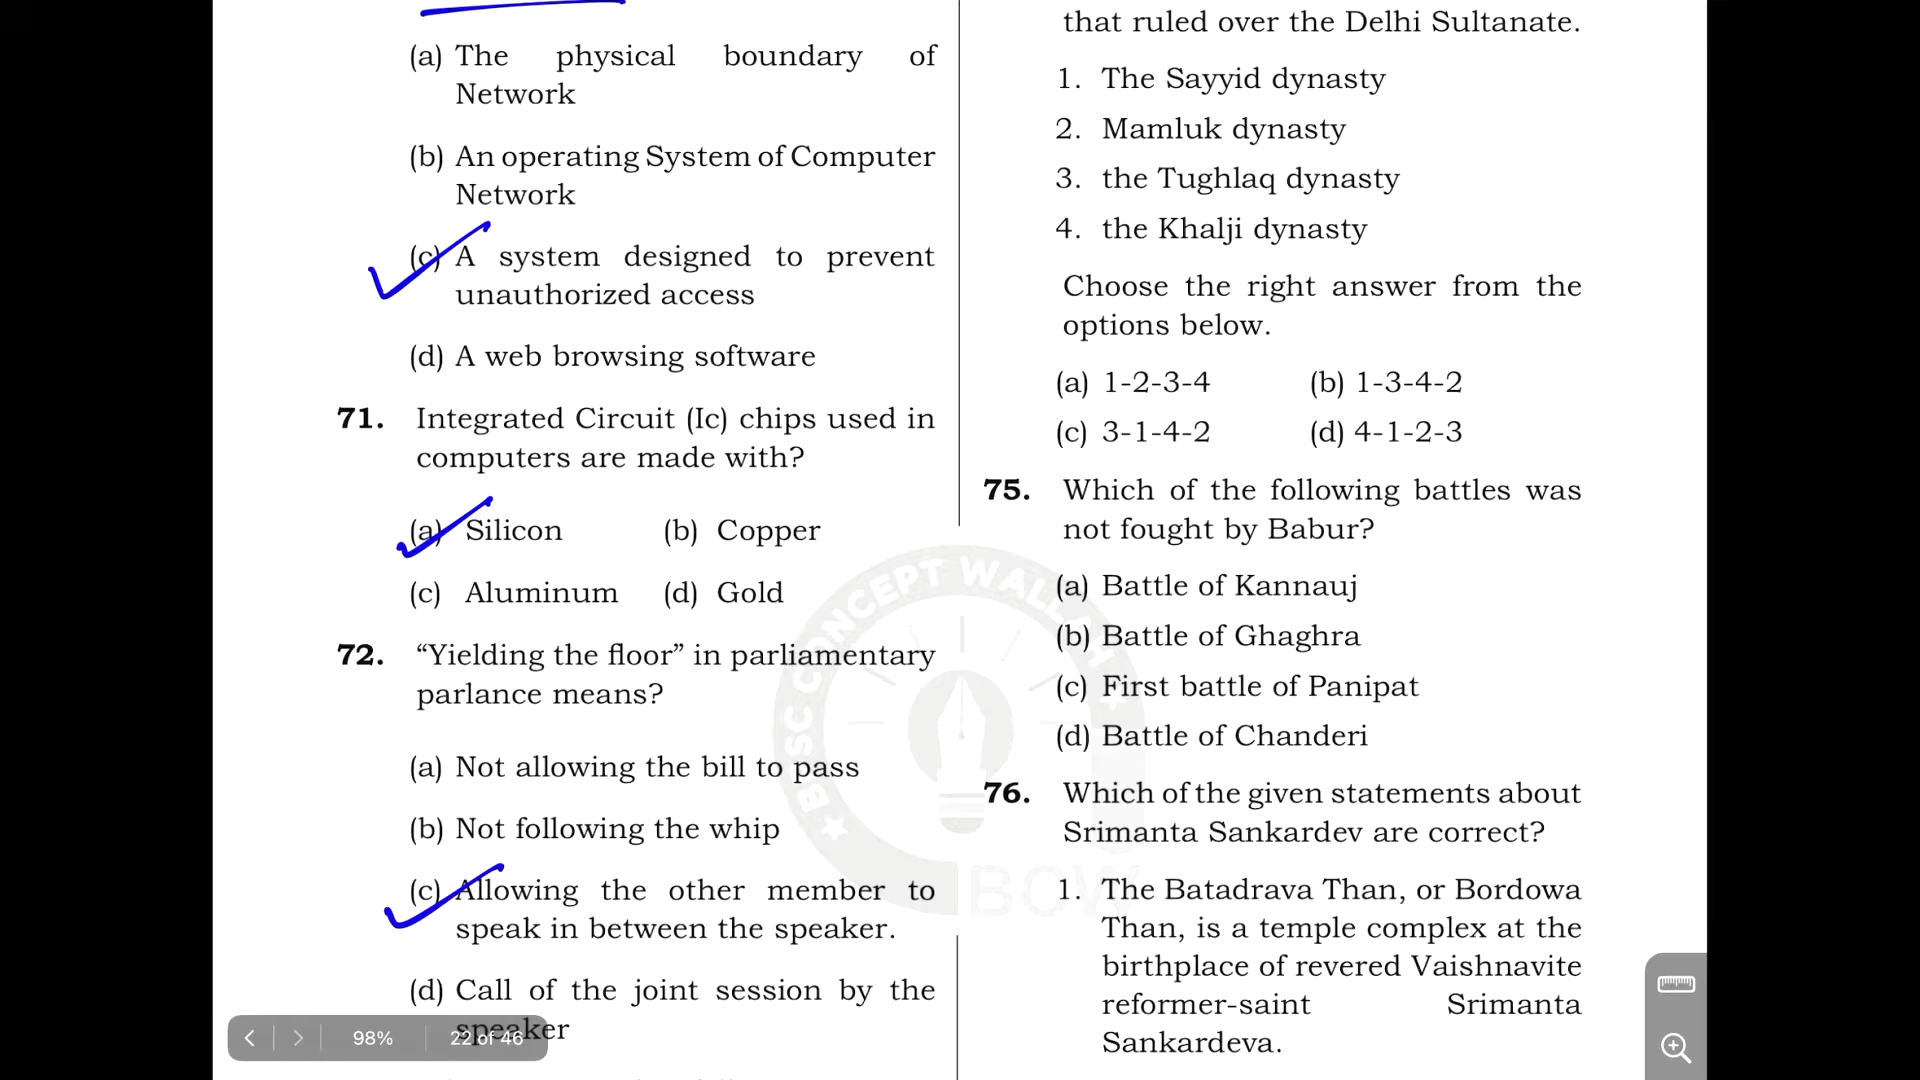 (a) The physical boundary of
Network
(b) An operating System of Computer
Network
(c) A system designed to prevent
unauthorized access
(d) A web browsing software
71. Integrated Circuit (Ic) chips used in
computers are made with?
(a) Silicon (b) Copper
(c) Aluminum (d) Gold
72. “Yielding the floor” in parliamentary
parlance means?
(a) Not allowing the bill to pass
(b) Not following the whip
(c) Allowing the other member to
speak in between the speaker.
(d) Call of the joint session by the
speaker
98% 22 of 46
that ruled over the Delhi Sultanate.
1. The Sayyid dynasty
2. Mamluk dynasty
3. the Tughlaq dynasty
4. the Khalji dynasty
Choose the right answer from the
options below.
(a) 1-2-3-4 (b) 1-3-4-2
(c) 3-1-4-2 (d) 4-1-2-3
75. Which of the following battles was
not fought by Babur?
(a) Battle of Kannauj
(b) Battle of Ghaghra
(c) First battle of Panipat
(d) Battle of Chanderi
76. Which of the given statements about
Srimanta Sankardev are correct?
1. The Batadrava Than, or Bordowa
Than, is a temple complex at the
birthplace of revered Vaishnavite
reformer-saint Srimanta
Sankardeva.
CONCEPT WALLAH
BCW